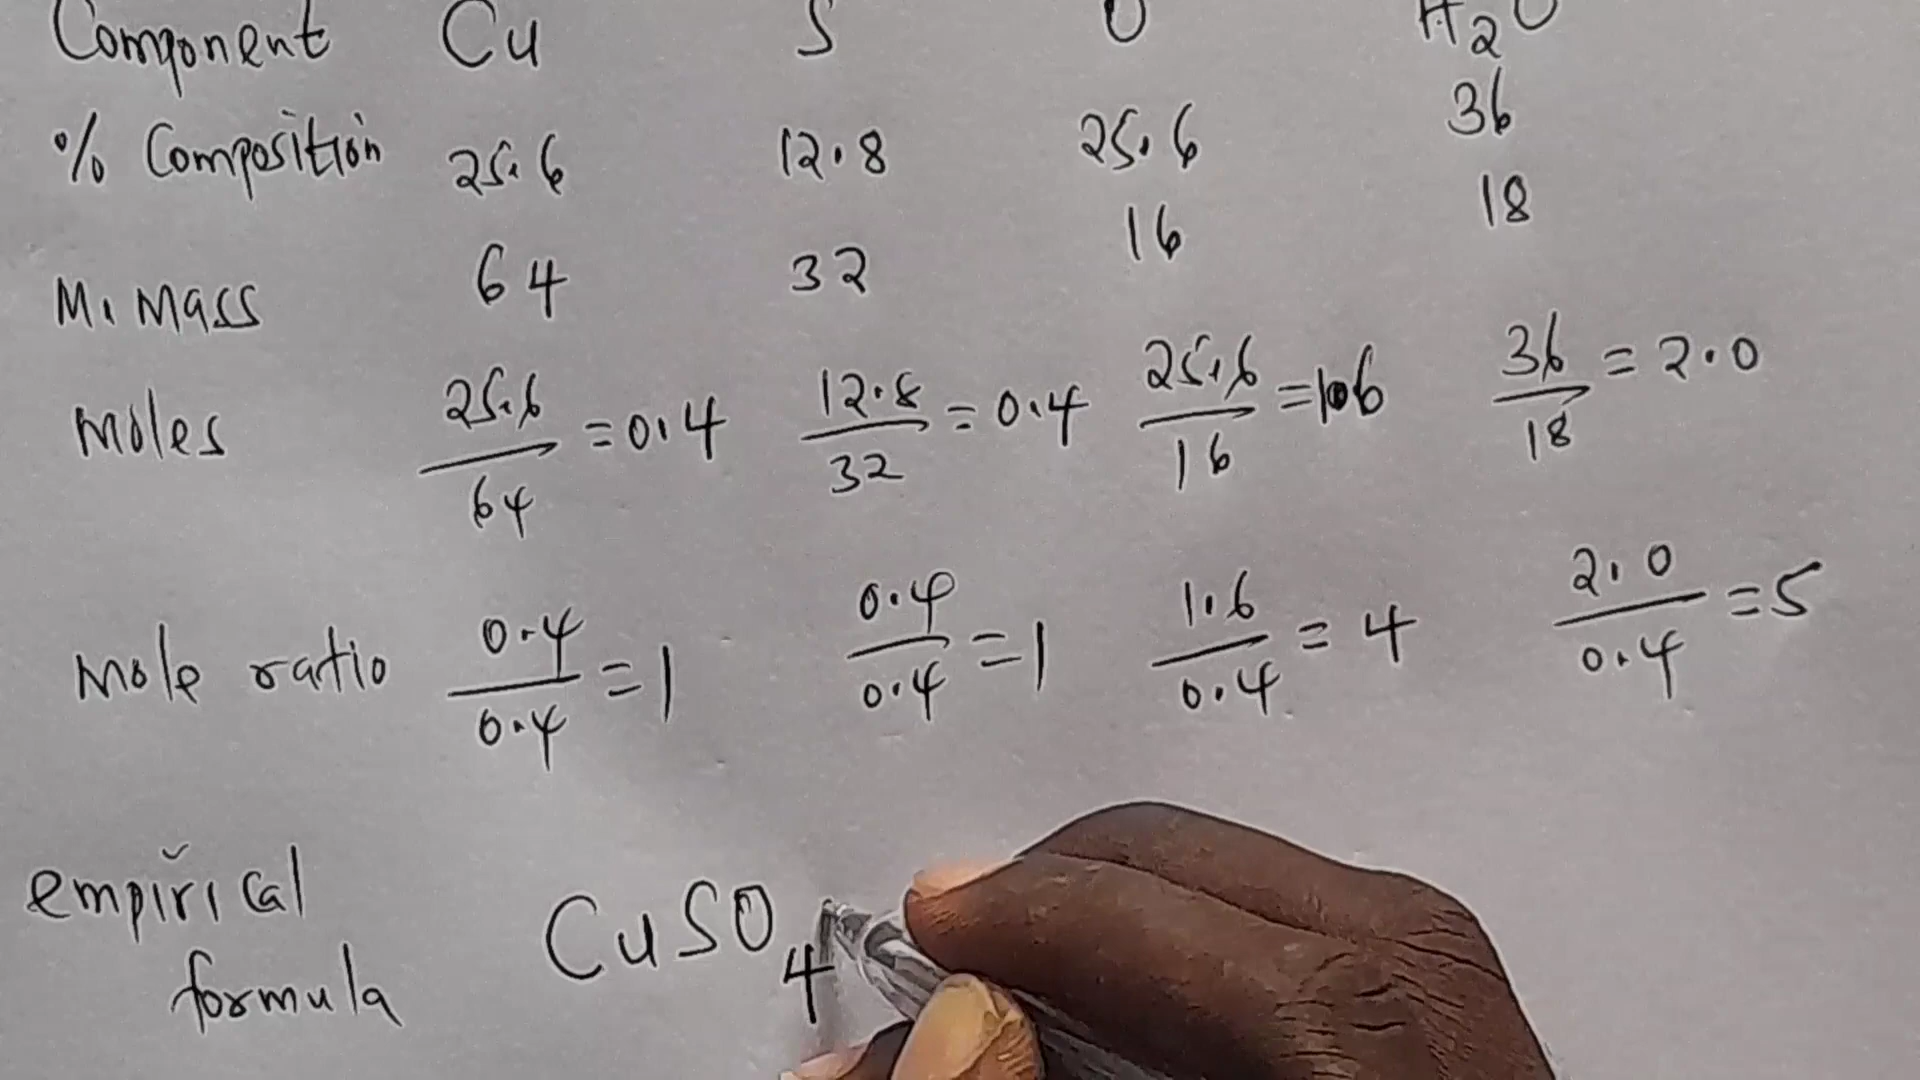 Component Cu S O H2O
% Composition 25.6 12.8 25.6 36
M. Mass 64 32 16 18
moles 25.6/64 = 0.4 12.8/32 = 0.4 25.6/16 = 1.6 36/18 = 2.0
mole ratio 0.4/0.4 = 1 0.4/0.4 = 1 1.6/0.4 = 4 2.0/0.4 = 5
empirical
formula CuSO4